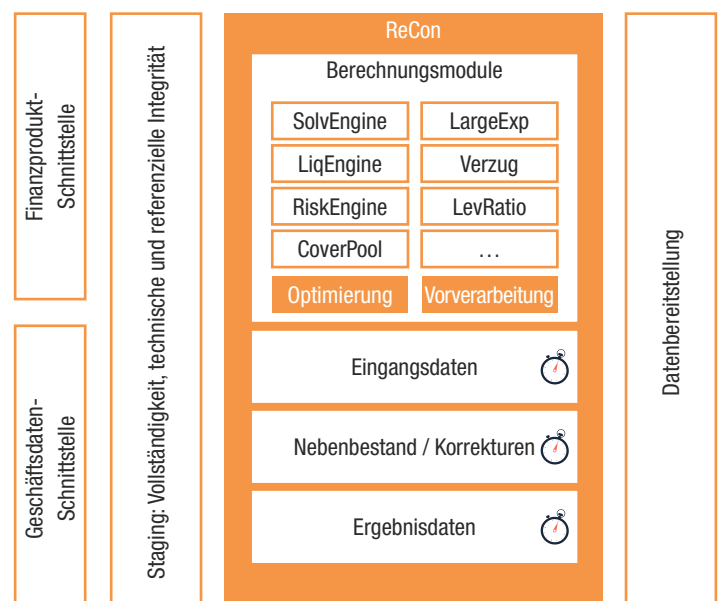 Finanzprodukt-
Schnittstelle
Geschäftsdaten-
Schnittstelle
Staging: Vollständigkeit, technische und referenzielle Integrität
ReCon
Berechnungsmodule
SolvEngine
LargeExp
LiqEngine
Verzug
RiskEngine
LevRatio
CoverPool
…
Optimierung
Vorverarbeitung
Eingangsdaten
Nebenbestand / Korrekturen
Ergebnisdaten
Datenbereitstellung